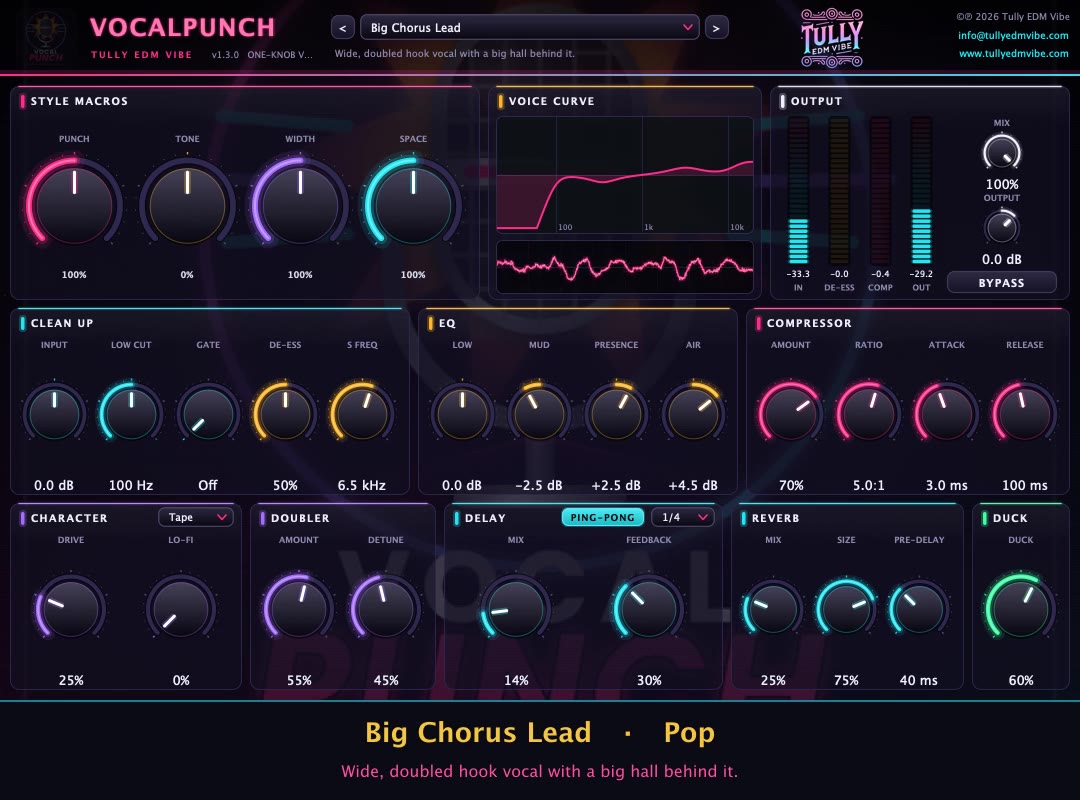 VOCALPUNCH
TULLY EDM VIBE
v1.3.0 ONE-KNOB V...
<
Big Chorus Lead
>
Wide, doubled hook vocal with a big hall behind it.
TULLY
EDM VIBE
©℗ 2026 Tully EDM Vibe
info@tullyedmvibe.com
www.tullyedmvibe.com
VOCAL
PUNCH
STYLE MACROS
PUNCH TONE WIDTH SPACE
100% 0% 100% 100%
VOICE CURVE
100 1k 10k
OUTPUT
MIX
100%
OUTPUT
0.0 dB
BYPASS
-33.3 -0.0 -0.4 -29.2
IN DE-ESS COMP OUT
CLEAN UP
INPUT LOW CUT GATE DE-ESS S FREQ
0.0 dB 100 Hz Off 50% 6.5 kHz
EQ
LOW MUD PRESENCE AIR
0.0 dB -2.5 dB +2.5 dB +4.5 dB
COMPRESSOR
AMOUNT RATIO ATTACK RELEASE
70% 5.0:1 3.0 ms 100 ms
CHARACTER Tape
DRIVE LO-FI
25% 0%
DOUBLER
AMOUNT DETUNE
55% 45%
DELAY PING-PONG 1/4
MIX FEEDBACK
14% 30%
REVERB
MIX SIZE PRE-DELAY
25% 75% 40 ms
DUCK
DUCK
60%
VOCAL
PUNCH
Big Chorus Lead · Pop
Wide, doubled hook vocal with a big hall behind it.